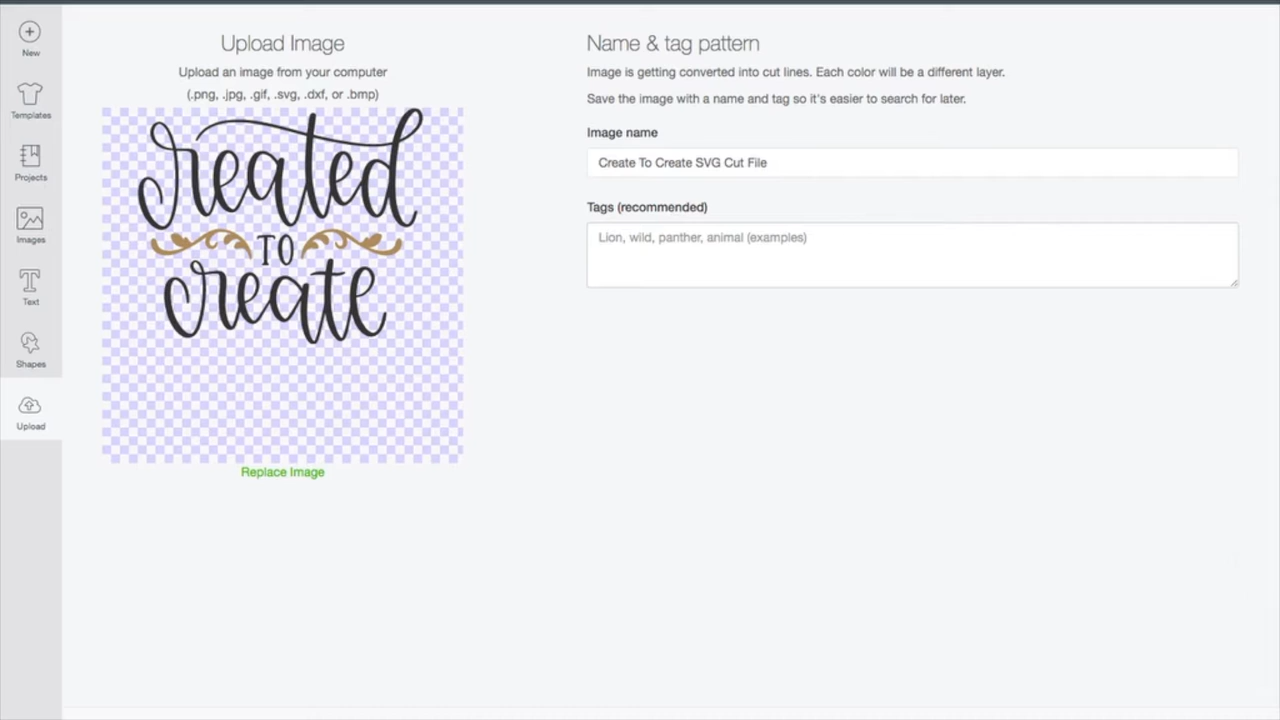 New
Templates
Projects
Images
Text
Shapes
Upload
Upload Image
Upload an image from your computer
(.png, .jpg, .gif, .svg, .dxf, or .bmp)
created
TO
create
Replace Image
Name & tag pattern
Image is getting converted into cut lines. Each color will be a different layer.
Save the image with a name and tag so it's easier to search for later.
Image name
Create To Create SVG Cut File
Tags (recommended)
Lion, wild, panther, animal (examples)